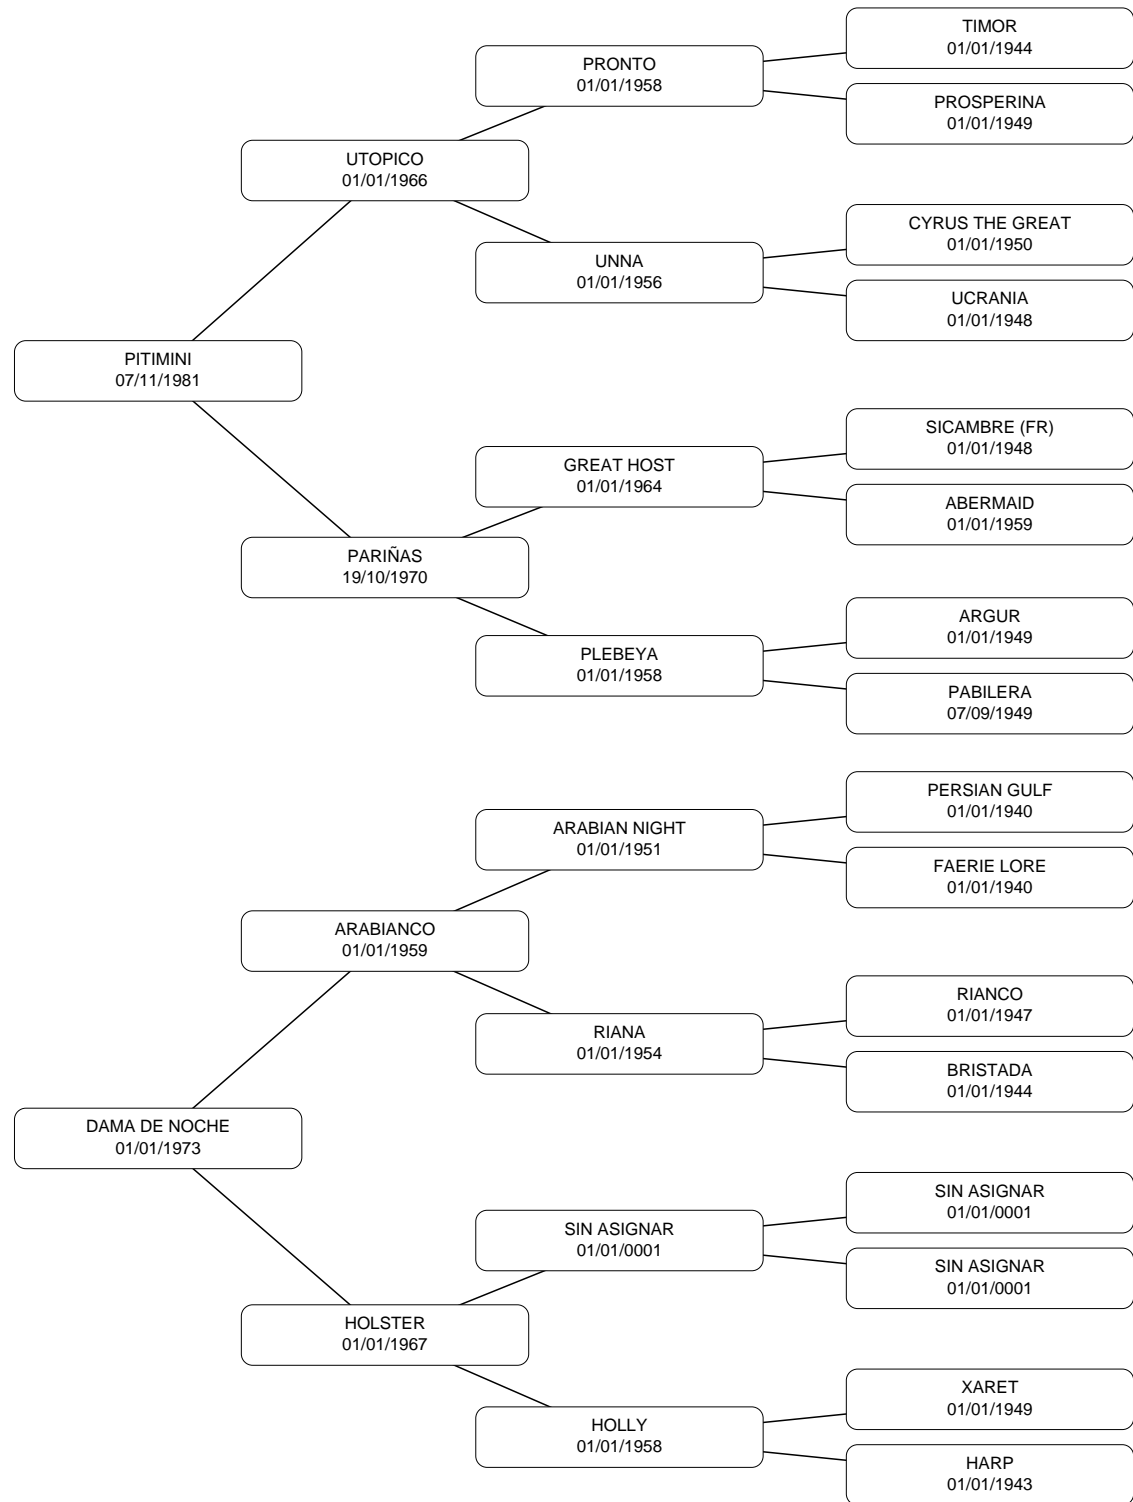 TIMOR
01/01/1944
PRONTO
01/01/1958
PROSPERINA
01/01/1949
UTOPICO
01/01/1966
CYRUS THE GREAT
01/01/1950
UNNA
01/01/1956
UCRANIA
01/01/1948
PITIMINI
07/11/1981
SICAMBRE (FR)
01/01/1948
GREAT HOST
01/01/1964
ABERMAID
01/01/1959
PARIÑAS
19/10/1970
ARGUR
01/01/1949
PLEBEYA
01/01/1958
PABILERA
07/09/1949
PERSIAN GULF
01/01/1940
ARABIAN NIGHT
01/01/1951
FAERIE LORE
01/01/1940
ARABIANCO
01/01/1959
RIANCO
01/01/1947
RIANA
01/01/1954
BRISTADA
01/01/1944
DAMA DE NOCHE
01/01/1973
SIN ASIGNAR
01/01/0001
SIN ASIGNAR
01/01/0001
SIN ASIGNAR
01/01/0001
HOLSTER
01/01/1967
XARET
01/01/1949
HOLLY
01/01/1958
HARP
01/01/1943